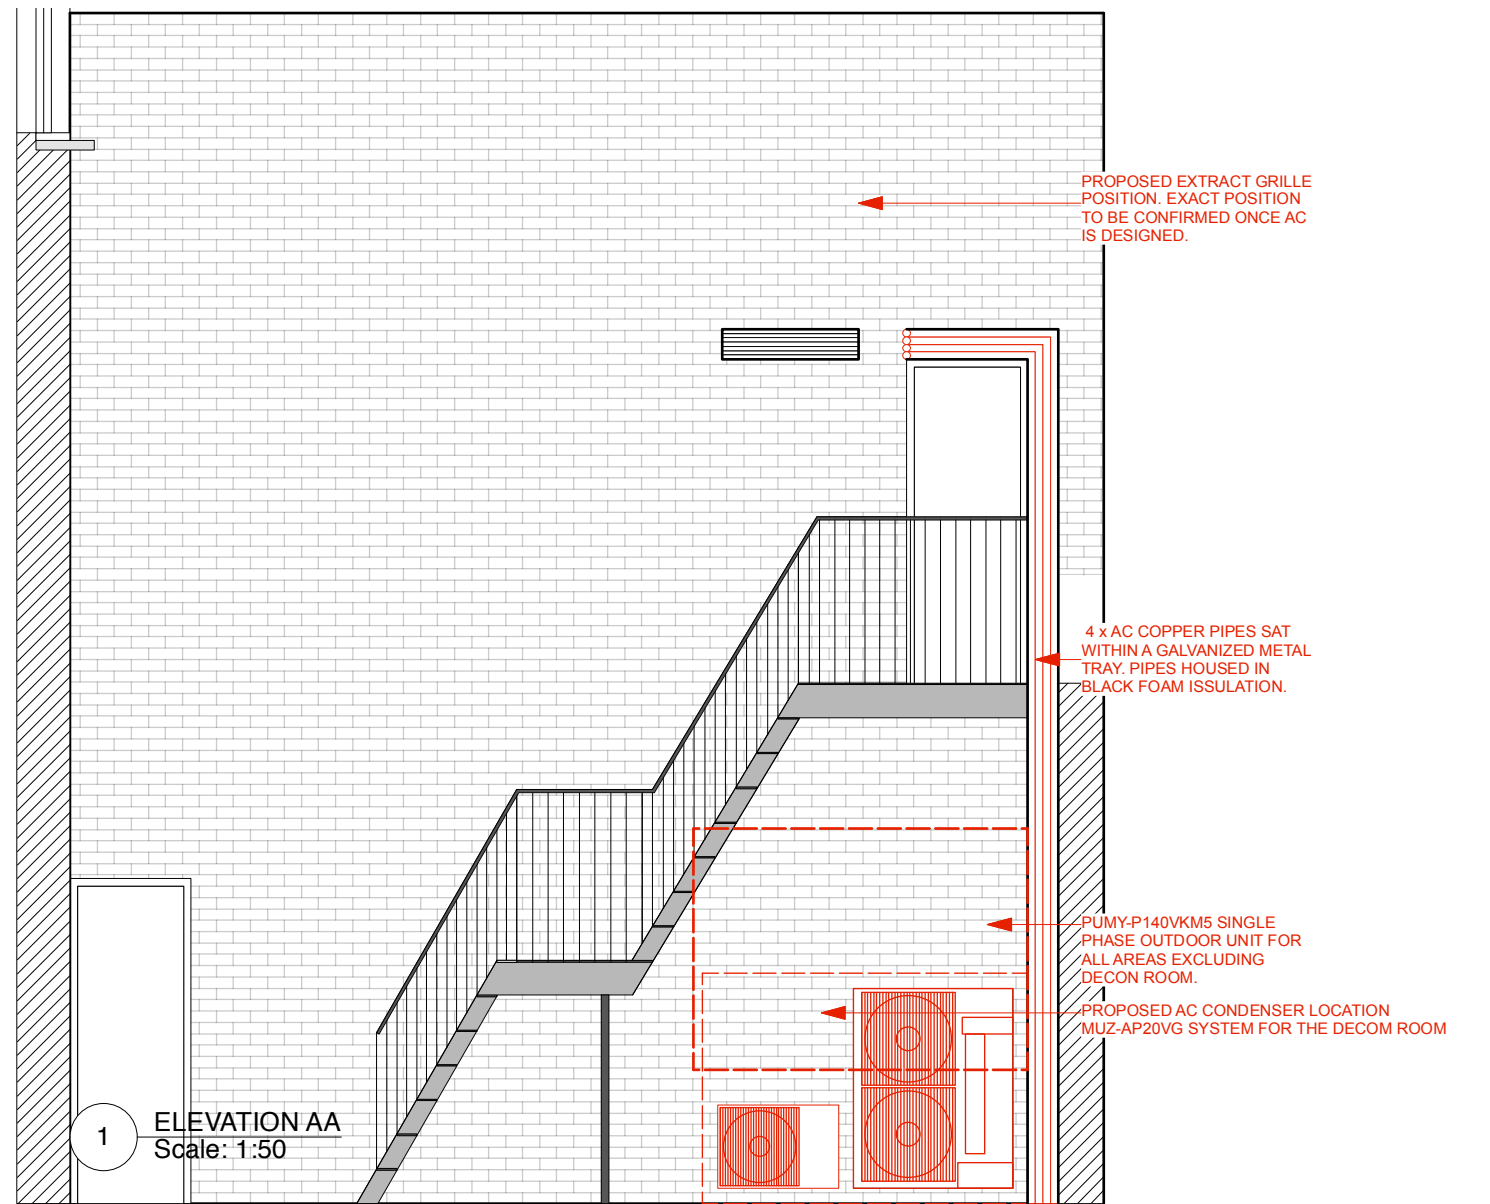 PROPOSED EXTRACT GRILLE
POSITION. EXACT POSITION
TO BE CONFIRMED ONCE AC
IS DESIGNED.
4 x AC COPPER PIPES SAT
WITHIN A GALVANIZED METAL
TRAY. PIPES HOUSED IN
BLACK FOAM ISSULATION.
PUMY-P140VKM5 SINGLE
PHASE OUTDOOR UNIT FOR
ALL AREAS EXCLUDING
DECON ROOM.
PROPOSED AC CONDENSER LOCATION
MUZ-AP20VG SYSTEM FOR THE DECOM ROOM
1
ELEVATION AA
Scale: 1:50